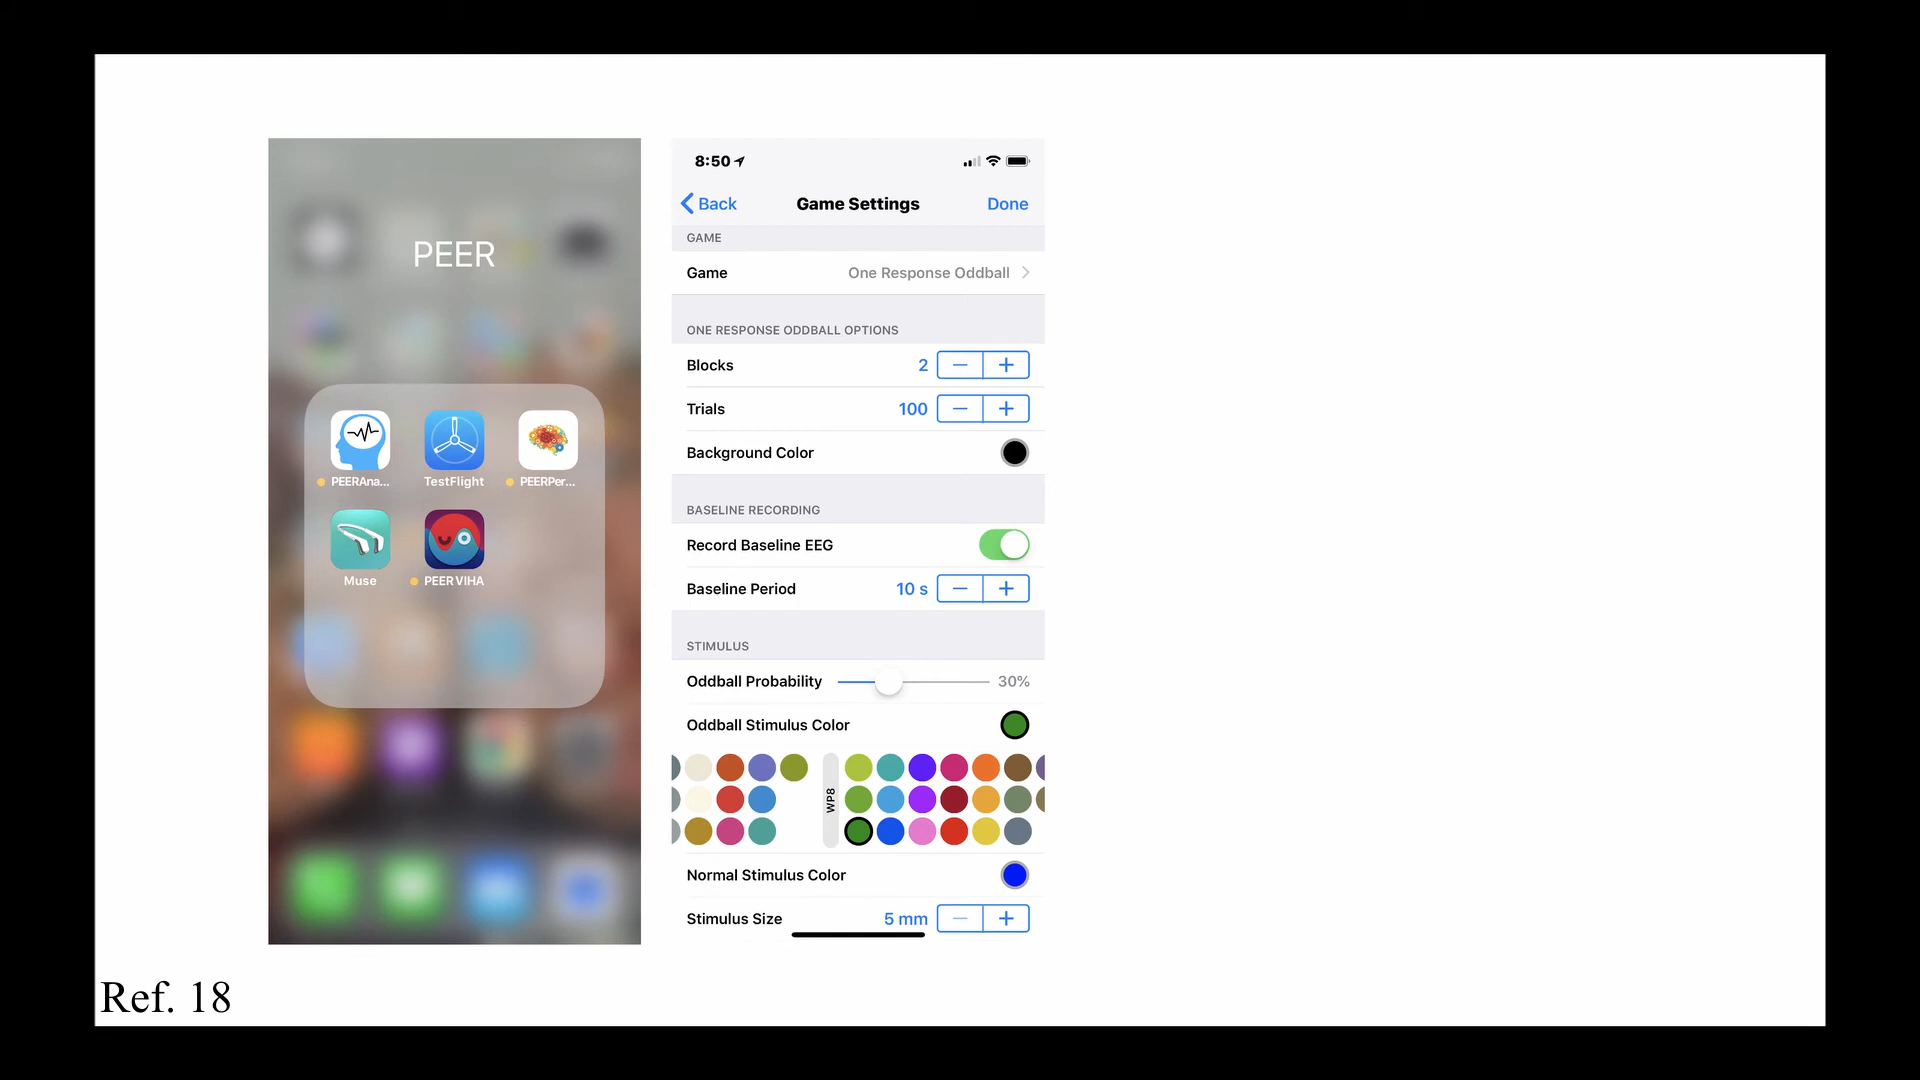 PEER
PEERAna... TestFlight PEERPer...
Muse PEER VIHA
8:50
Back Game Settings Done
GAME
Game One Response Oddball
ONE RESPONSE ODDBALL OPTIONS
Blocks 2
Trials 100
Background Color
BASELINE RECORDING
Record Baseline EEG
Baseline Period 10 s
STIMULUS
Oddball Probability 30%
Oddball Stimulus Color
WP8
Normal Stimulus Color
Stimulus Size 5 mm
Ref. 18